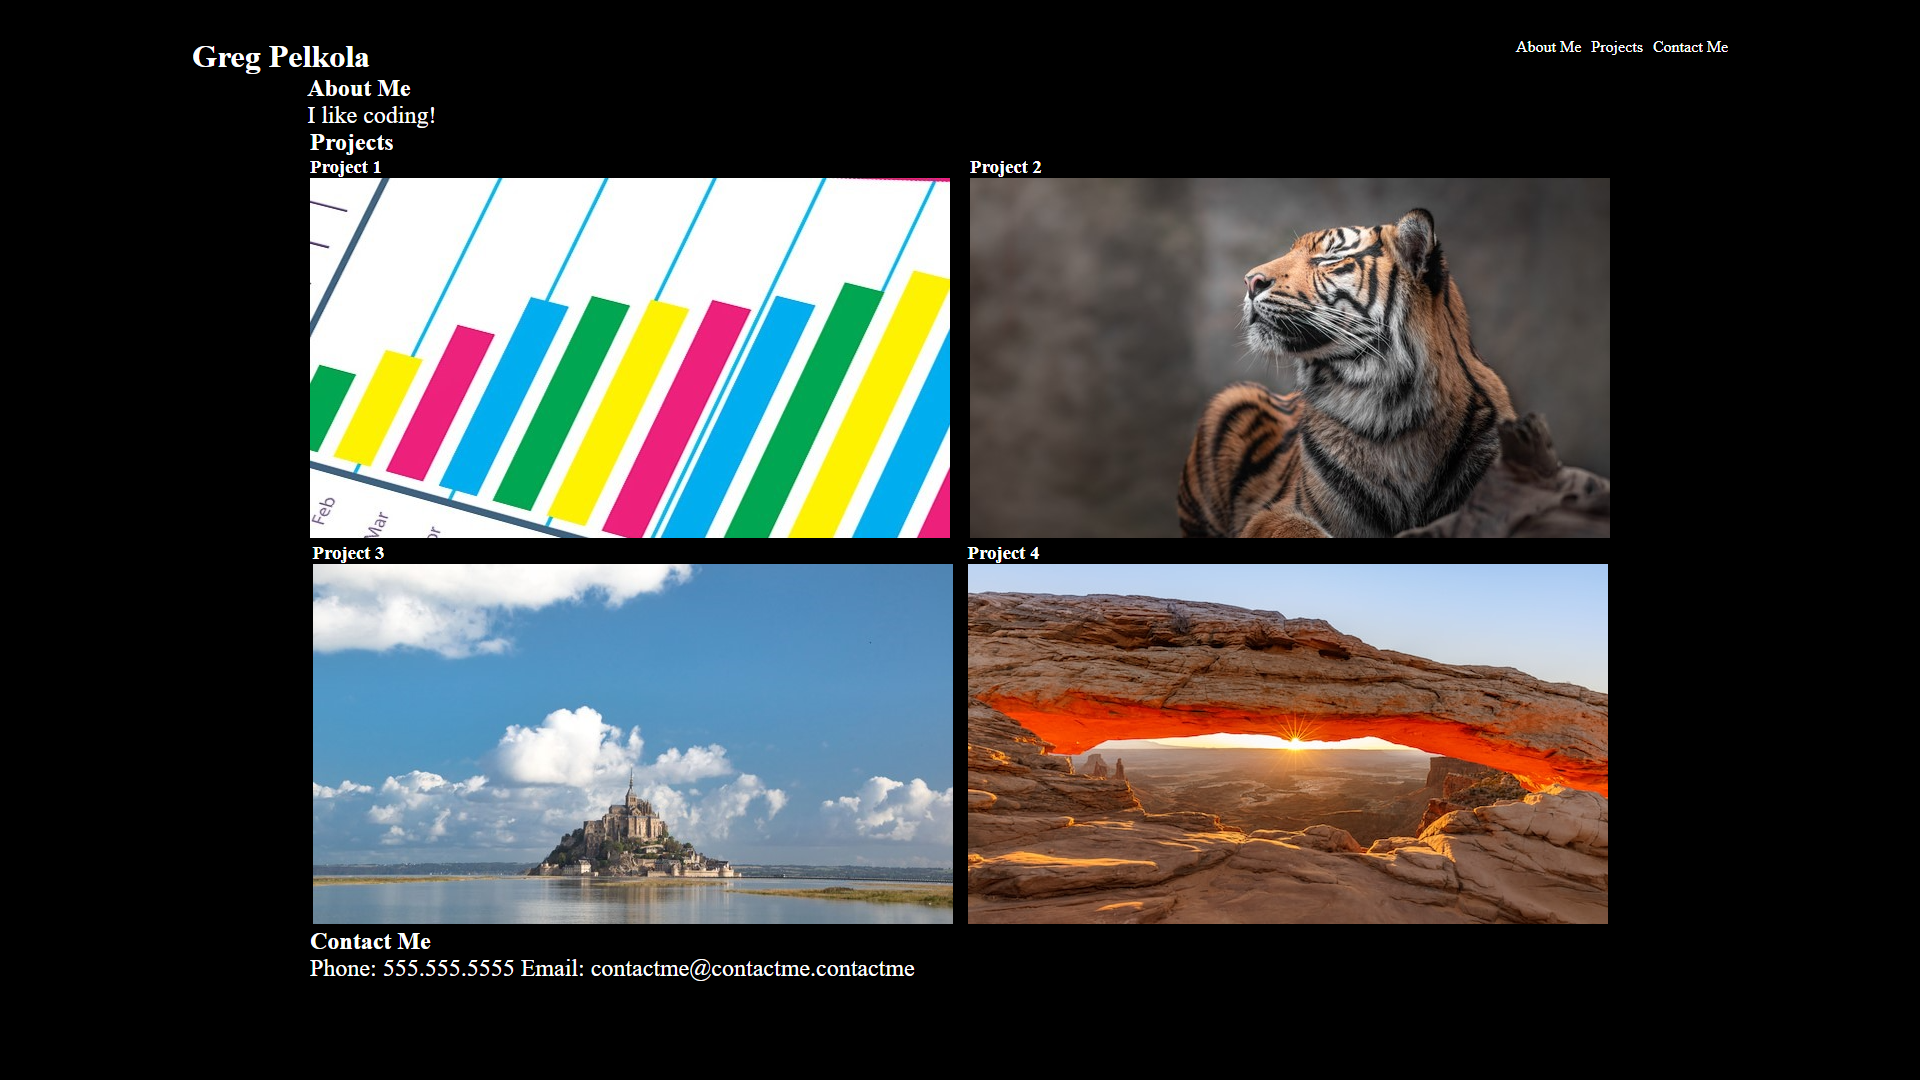 Greg Pelkola
About Me Projects Contact Me
About Me
I like coding!
Projects
Project 1
Project 2
Feb
Mar
Project 3
Project 4
Contact Me
Phone: 555.555.5555 Email: contactme@contactme.contactme